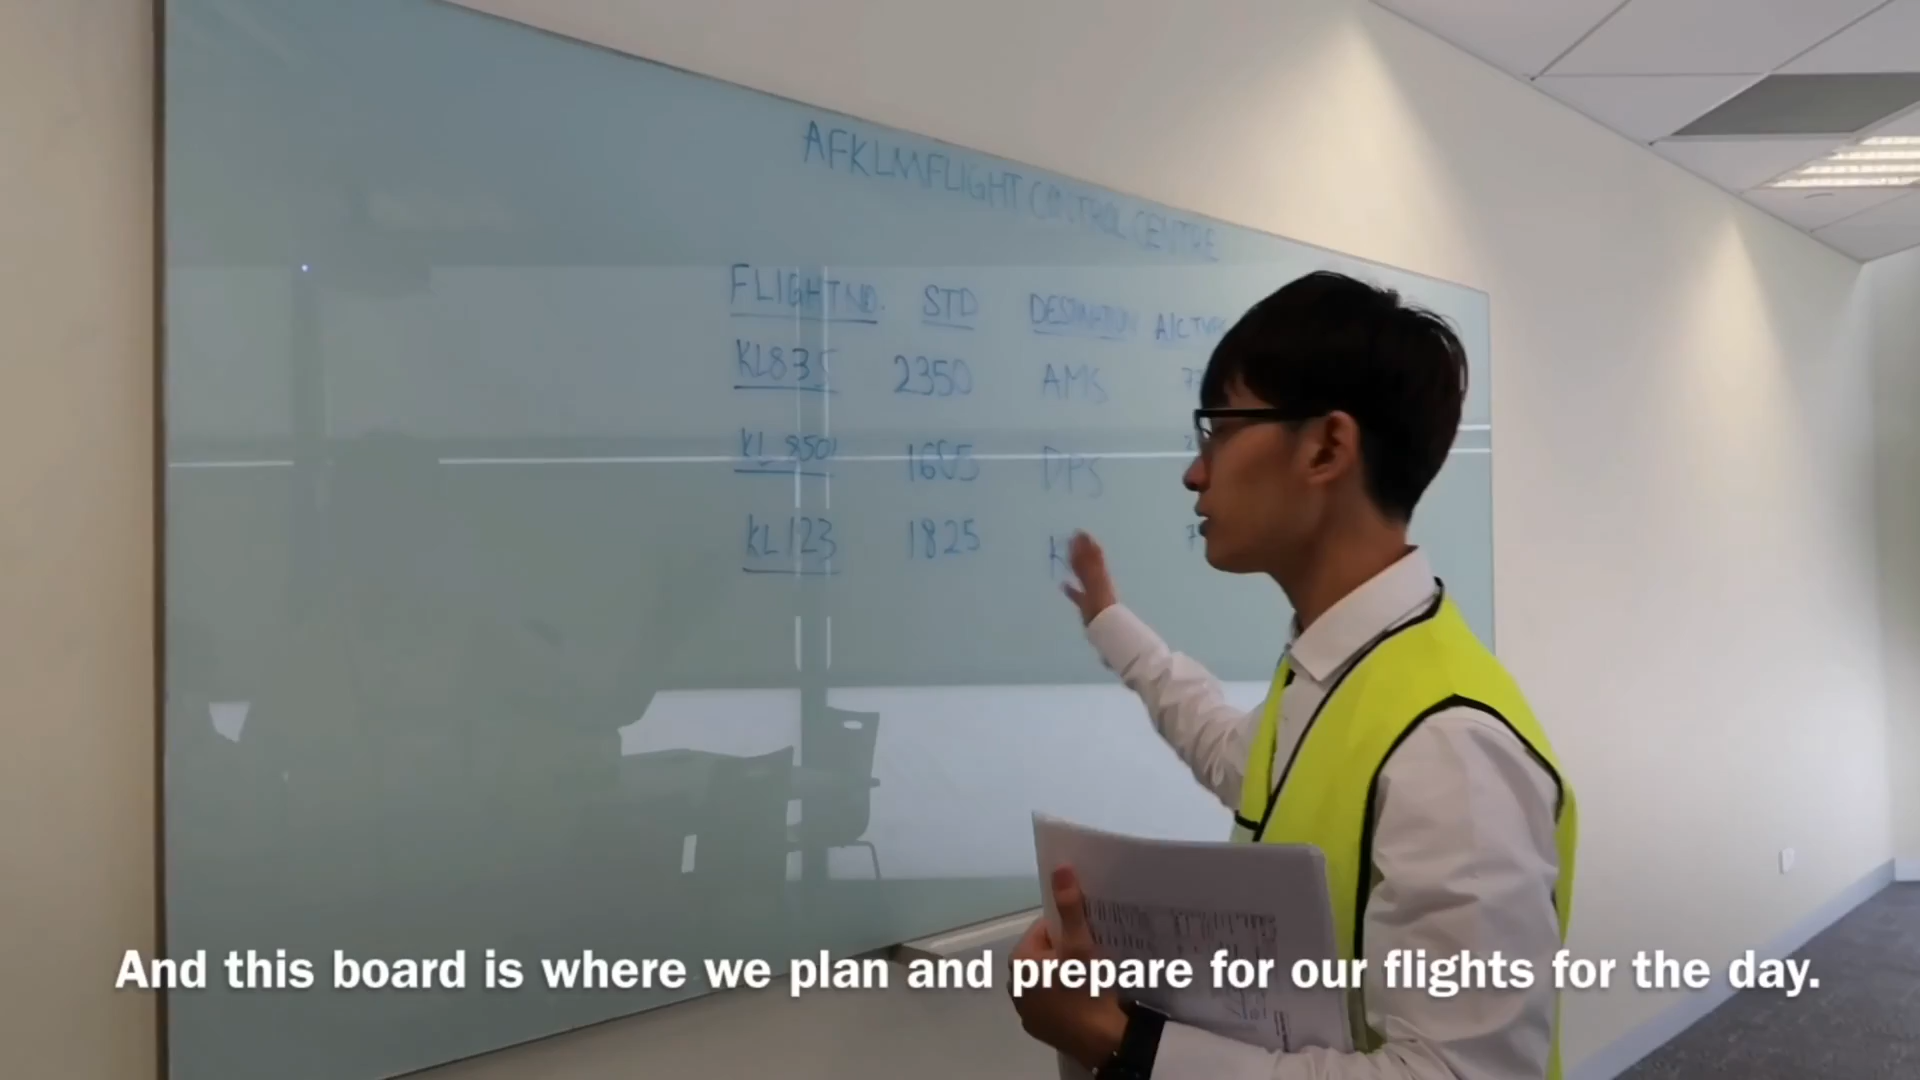 AFKLM FLIGHT CONTROL CENTRE
FLIGHT NO. STD DESTINATION A/C TYPE
KL835 2350 AMS
KL 850 1605 DPS
KL123 1825
And this board is where we plan and prepare for our flights for the day.